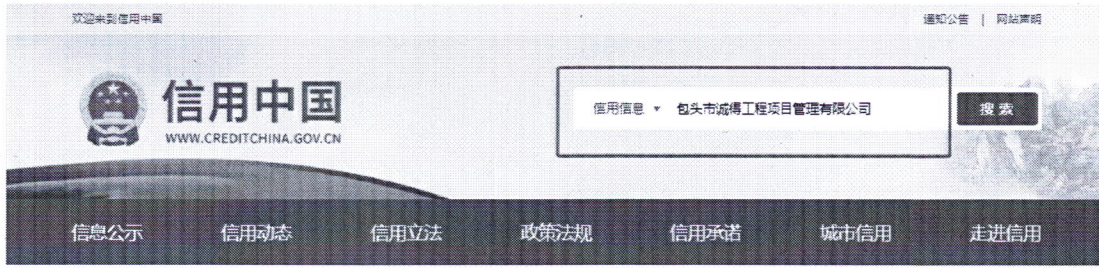 欢迎来到信用中国
通知公告 | 网站声明
信用中国
WWW.CREDITCHINA.GOV.CN
信用信息 包头市诚得工程项目管理有限公司
搜索
信息公示 信用动态 信用立法 政策法规 信用承诺 城市信用 走进信用